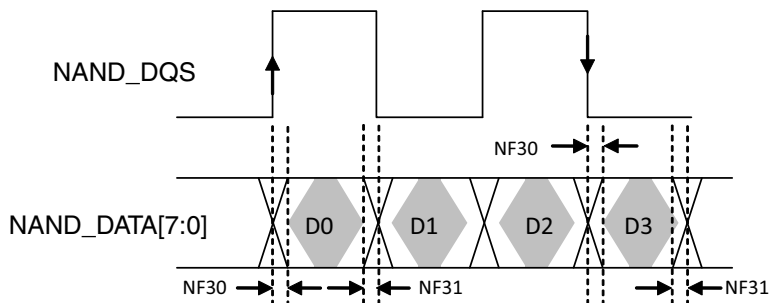 NAND_DQS
NF30
NAND_DATA[7:0]
D0 D1 D2 D3
NF30 NF31 NF31